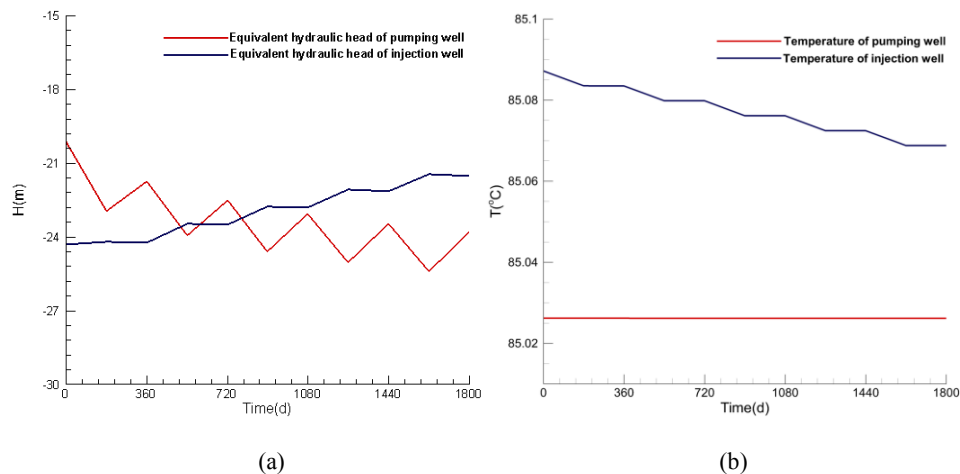 -15
Equivalent hydraulic head of pumping well
Equivalent hydraulic head of injection well
-21
H(m)
-24
-27
-30
0 360 720 1080 1440 1800
Time(d)
(a)
85.1
Temperature of pumping well
Temperature of injection well
85.08
85.06
T(°C)
85.04
85.02
0 360 720 1080 1440 1800
Time(d)
(b)